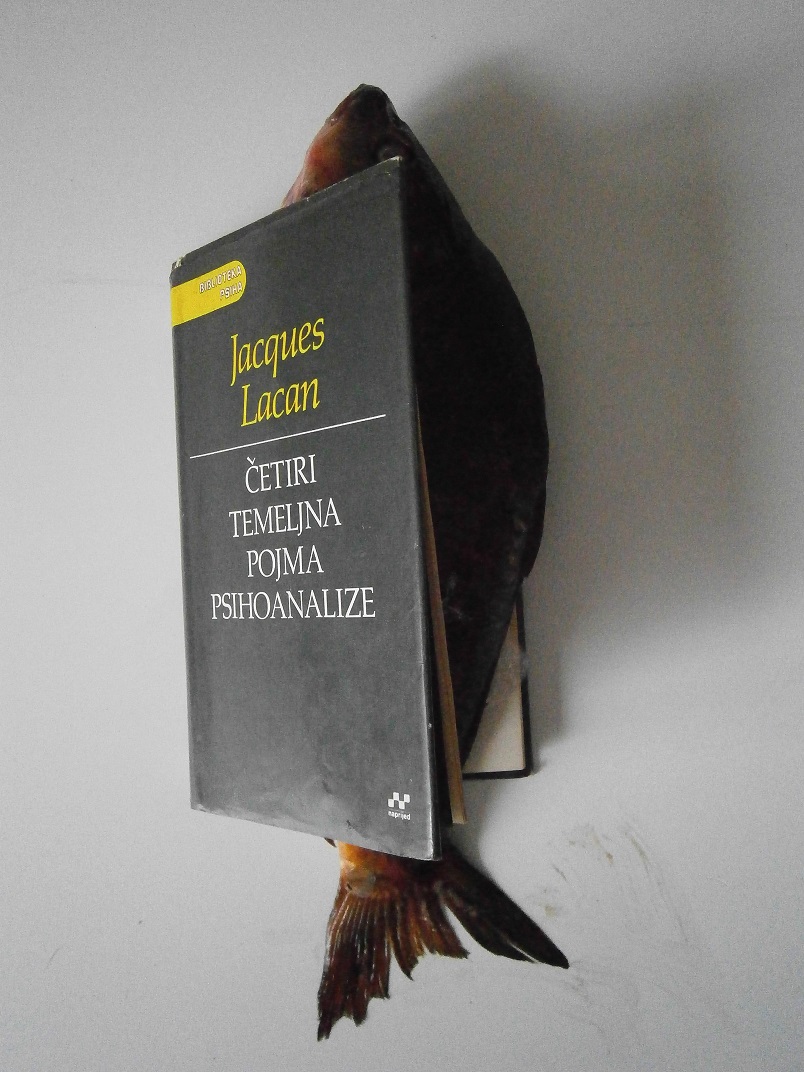 BIBLIOTEKA
PSIHA
Jacques
Lacan
ČETIRI
TEMELJNA
POJMA
PSIHOANALIZE
naprijed